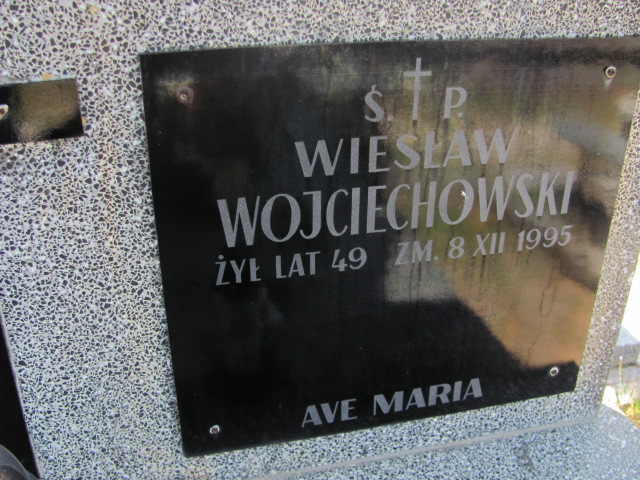 Ś. P.
WIESŁAW
WOJCIECHOWSKI
ŻYŁ LAT 49 ZM. 8 XII 1995
AVE MARIA